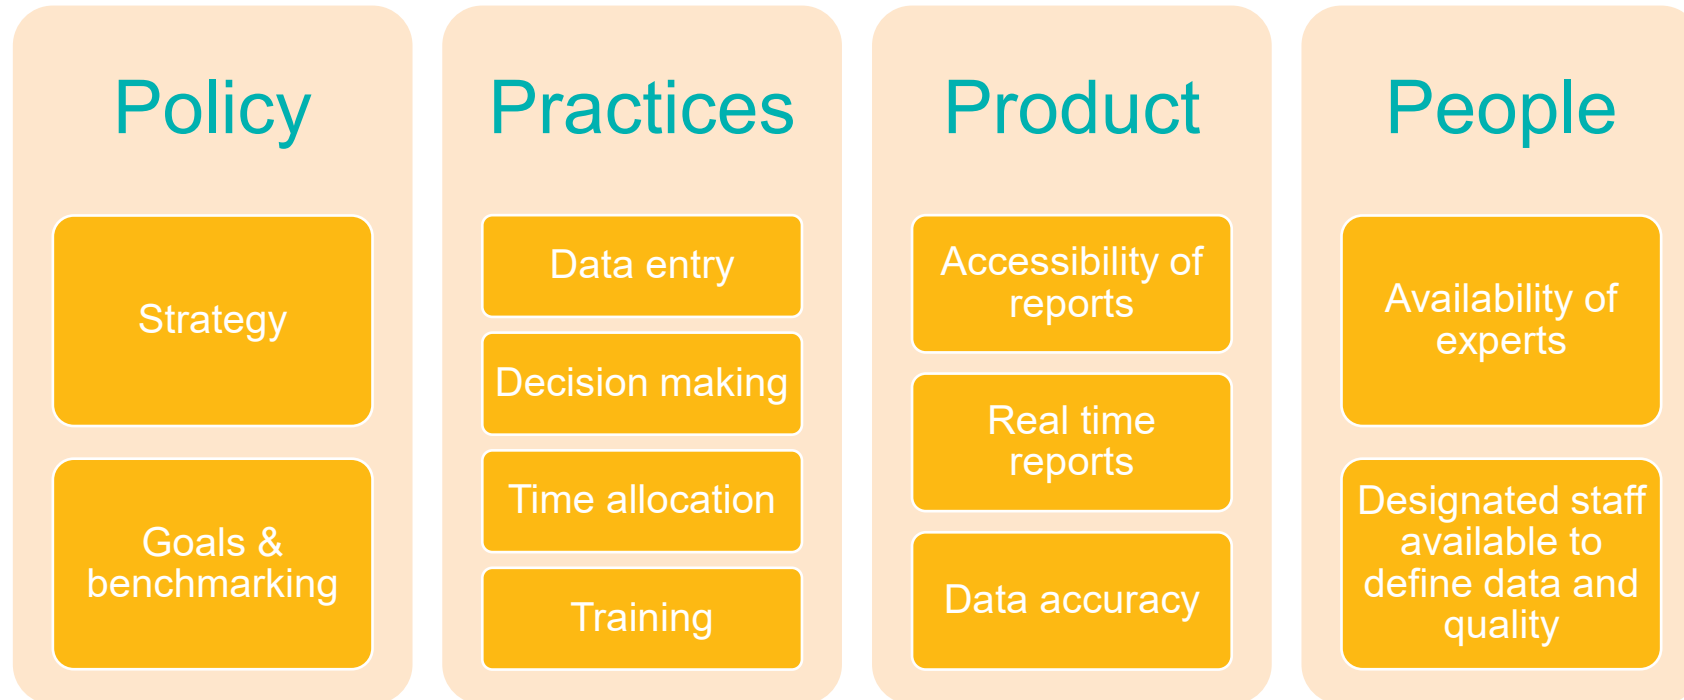 Policy
Strategy
Goals &
benchmarking
Practices
Data entry
Decision making
Time allocation
Training
Product
Accessibility of
reports
Real time
reports
Data accuracy
People
Availability of
experts
Designated staff
available to
define data and
quality